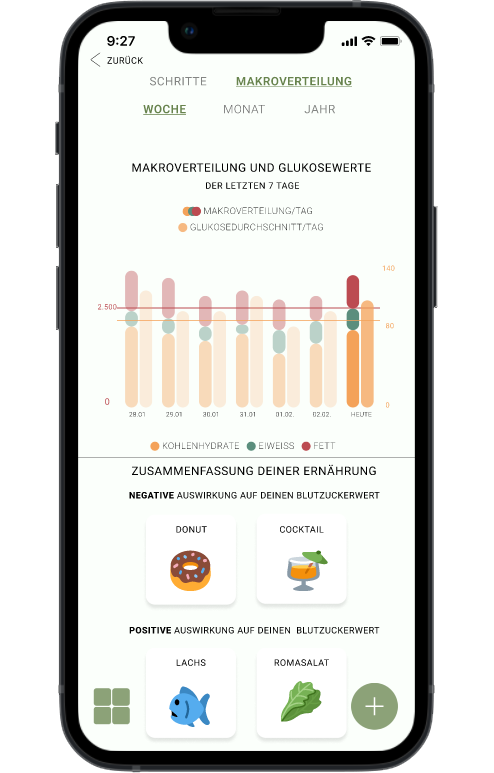 9:27
ZURÜCK
SCHRITTE MAKROVERTEILUNG
WOCHE MONAT JAHR
MAKROVERTEILUNG UND GLUKOSEWERTE
DER LETZTEN 7 TAGE
MAKROVERTEILUNG/TAG
GLUKOSEDURCHSCHNITT/TAG
140
2.500
80
0 0
28.01 29.01 30.01 31.01 01.02. 02.02. HEUTE
KOHLENHYDRATE EIWEISS FETT
ZUSAMMENFASSUNG DEINER ERNÄHRUNG
NEGATIVE AUSWIRKUNG AUF DEINEN BLUTZUCKERWERT
DONUT COCKTAIL
POSITIVE AUSWIRKUNG AUF DEINEN BLUTZUCKERWERT
LACHS ROMASALAT